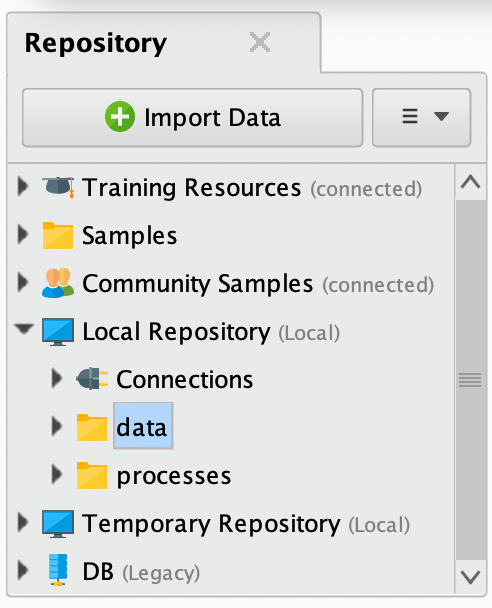 Repository
Import Data
Training Resources (connected)
Samples
Community Samples (connected)
Local Repository (Local)
Connections
data
processes
Temporary Repository (Local)
DB (Legacy)